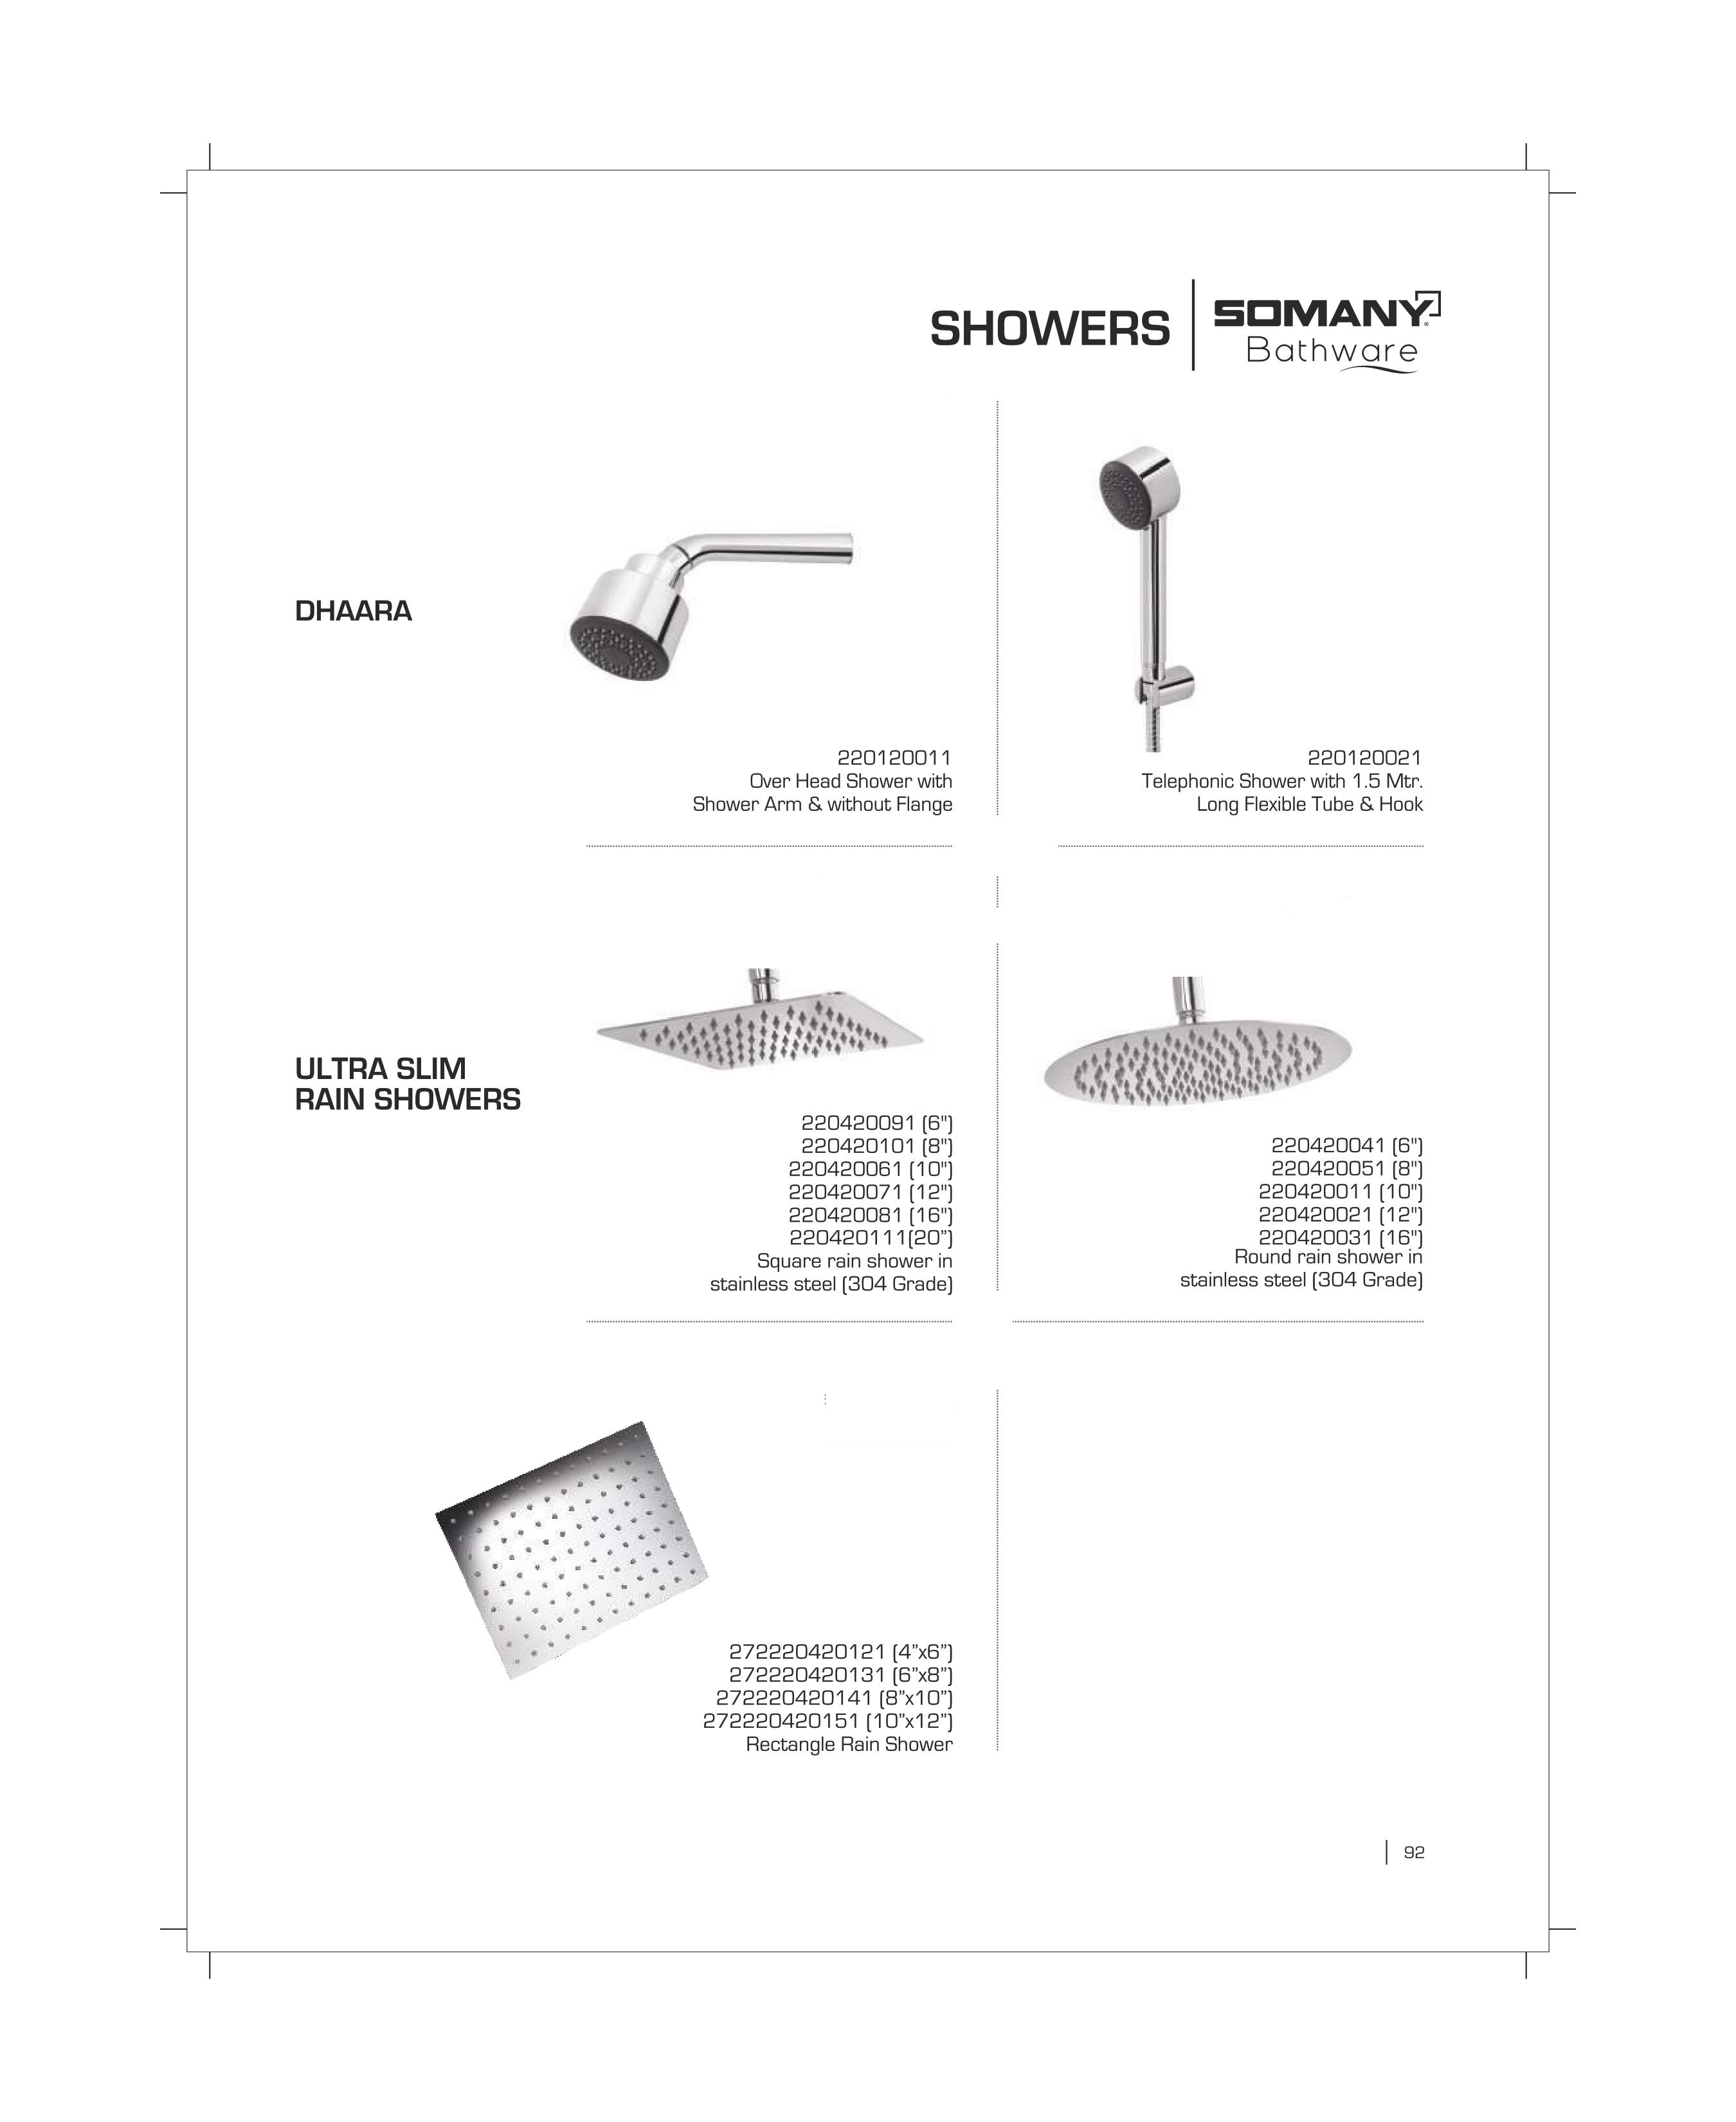 SHOWERS
SOMANY®
Bathware
DHAARA
220120011
Over Head Shower with
Shower Arm & without Flange
220120021
Telephonic Shower with 1.5 Mtr.
Long Flexible Tube & Hook
ULTRA SLIM
RAIN SHOWERS
220420091 (6")
220420101 (8")
220420061 (10")
220420071 (12")
220420081 (16")
220420111(20”)
Square rain shower in
stainless steel (304 Grade)
220420041 (6")
220420051 (8")
220420011 (10")
220420021 (12")
220420031 (16")
Round rain shower in
stainless steel (304 Grade)
272220420121 (4”x6”)
272220420131 (6”x8”)
272220420141 (8”x10”)
272220420151 (10”x12”)
Rectangle Rain Shower
92